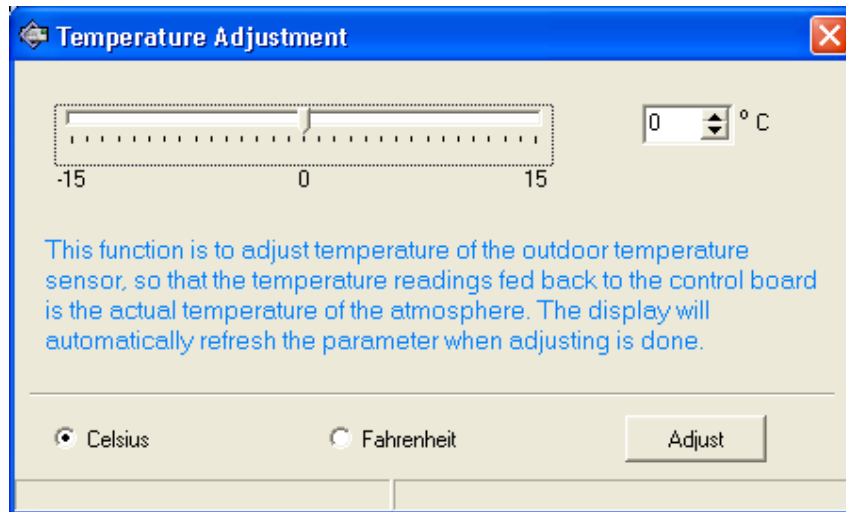 Temperature Adjustment
0 º C
-15 0 15
This function is to adjust temperature of the outdoor temperature
sensor, so that the temperature readings fed back to the control board
is the actual temperature of the atmosphere. The display will
automatically refresh the parameter when adjusting is done.
Celsius Fahrenheit Adjust